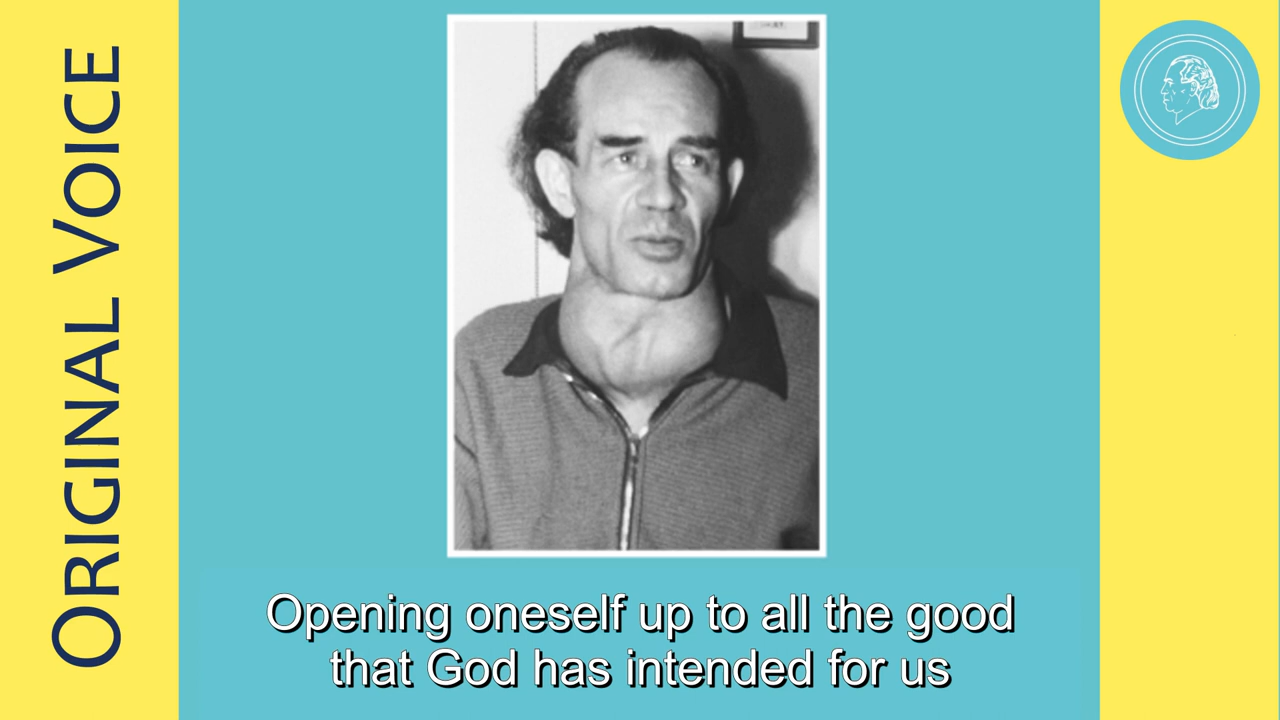 ORIGINAL VOICE
Opening oneself up to all the good
that God has intended for us